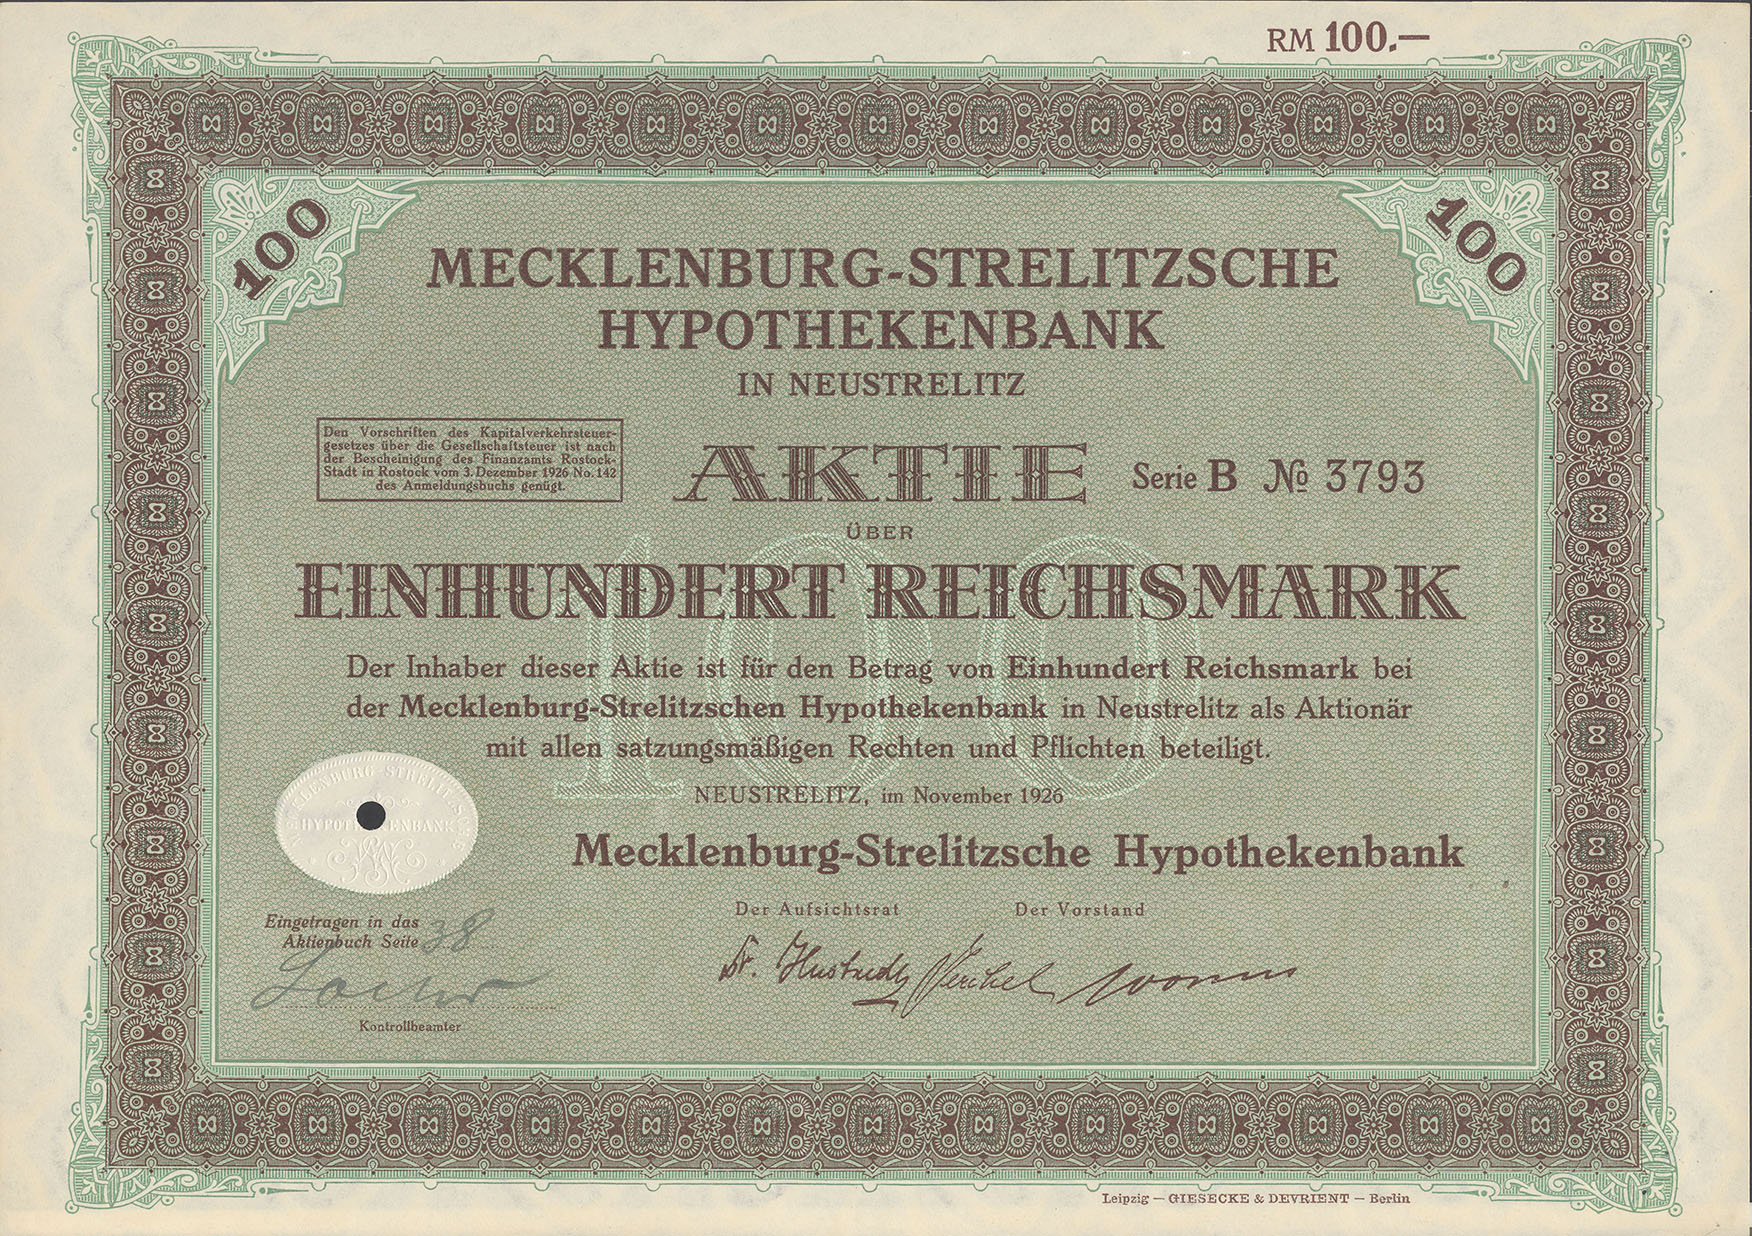 RM 100.—
100
100
MECKLENBURG-STRELITZSCHE
HYPOTHEKENBANK
IN NEUSTRELITZ
Den Vorschriften des Kapitalverkehrsteuer-
gesetzes über die Gesellschaftsteuer ist nach
der Bescheinigung des Finanzamts Rostock-
Stadt in Rostock vom 3. Dezember 1926 No. 142
des Anmeldungsbuchs genügt.
AKTIE
Serie B № 3793
ÜBER
100
EINHUNDERT REICHSMARK
Der Inhaber dieser Aktie ist für den Betrag von Einhundert Reichsmark bei
der Mecklenburg-Strelitzschen Hypothekenbank in Neustrelitz als Aktionär
mit allen satzungsmäßigen Rechten und Pflichten beteiligt.
NEUSTRELITZ, im November 1926
Mecklenburg-Strelitzsche Hypothekenbank
Der Aufsichtsrat Der Vorstand
Dr.
Eingetragen in das
Aktienbuch Seite 38
Kontrollbeamter
Leipzig — GIESECKE & DEVRIENT — Berlin